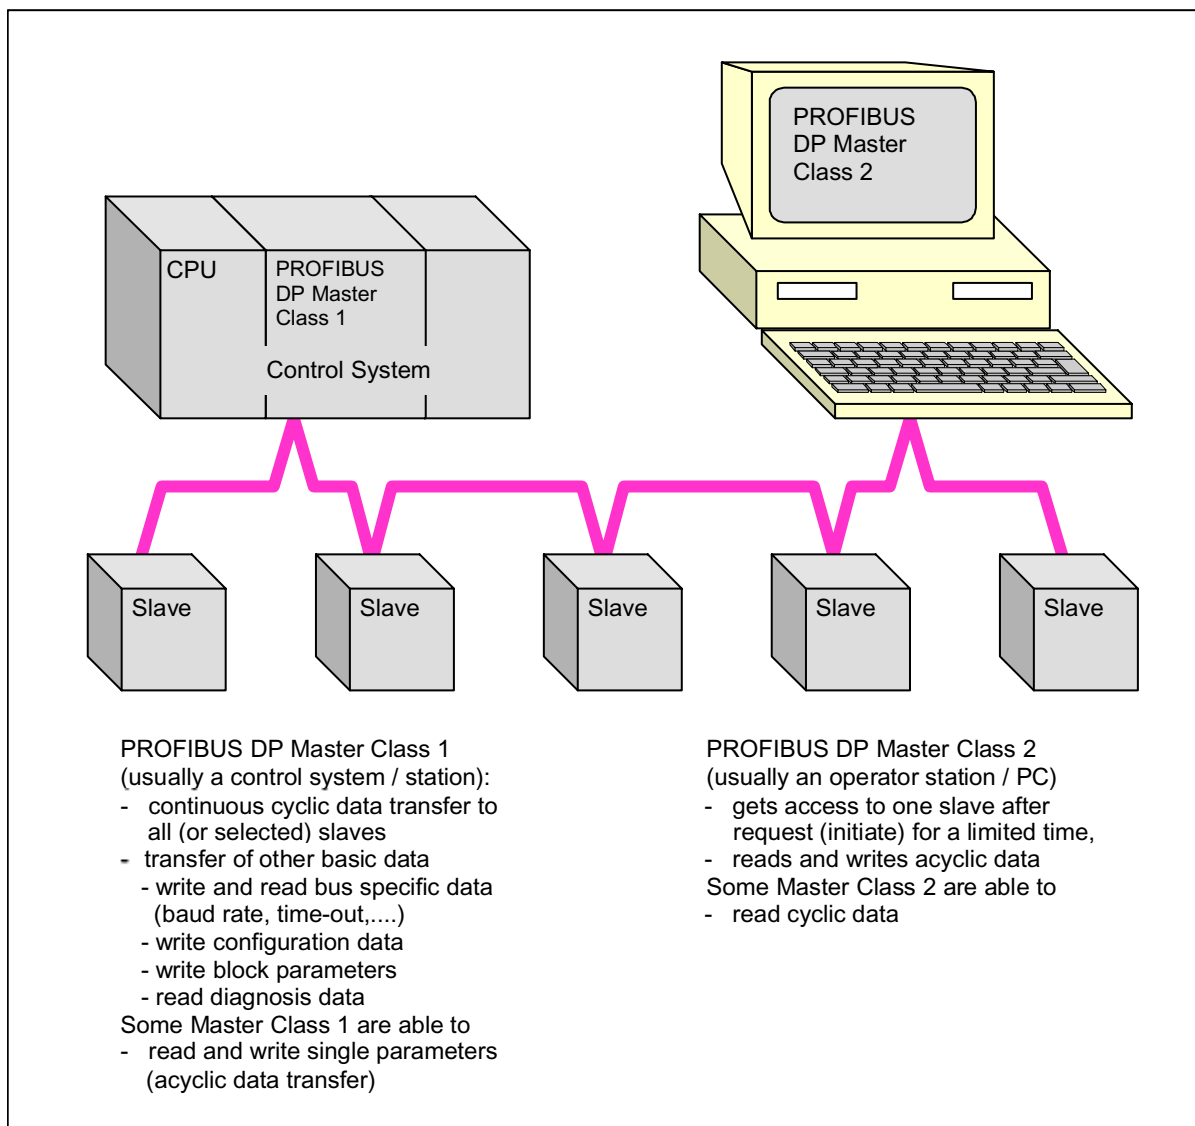 PROFIBUS
DP Master
Class 2
CPU
PROFIBUS
DP Master
Class 1
Control System
Slave
Slave
Slave
Slave
Slave
PROFIBUS DP Master Class 1
(usually a control system / station):
- continuous cyclic data transfer to
all (or selected) slaves
- transfer of other basic data
- write and read bus specific data
(baud rate, time-out,....)
- write configuration data
- write block parameters
- read diagnosis data
Some Master Class 1 are able to
- read and write single parameters
(acyclic data transfer)
PROFIBUS DP Master Class 2
(usually an operator station / PC)
- gets access to one slave after
request (initiate) for a limited time,
- reads and writes acyclic data
Some Master Class 2 are able to
- read cyclic data